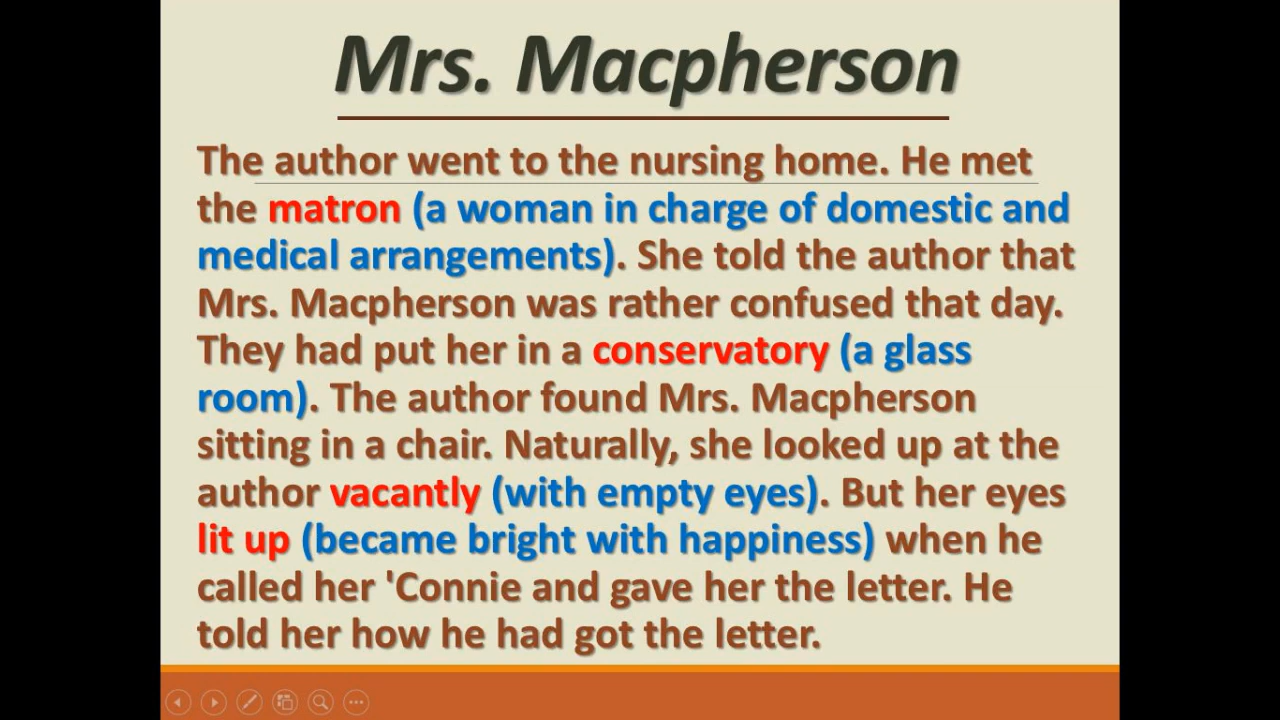 Mrs. Macpherson
The author went to the nursing home. He met
the matron (a woman in charge of domestic and
medical arrangements). She told the author that
Mrs. Macpherson was rather confused that day.
They had put her in a conservatory (a glass
room). The author found Mrs. Macpherson
sitting in a chair. Naturally, she looked up at the
author vacantly (with empty eyes). But her eyes
lit up (became bright with happiness) when he
called her 'Connie and gave her the letter. He
told her how he had got the letter.